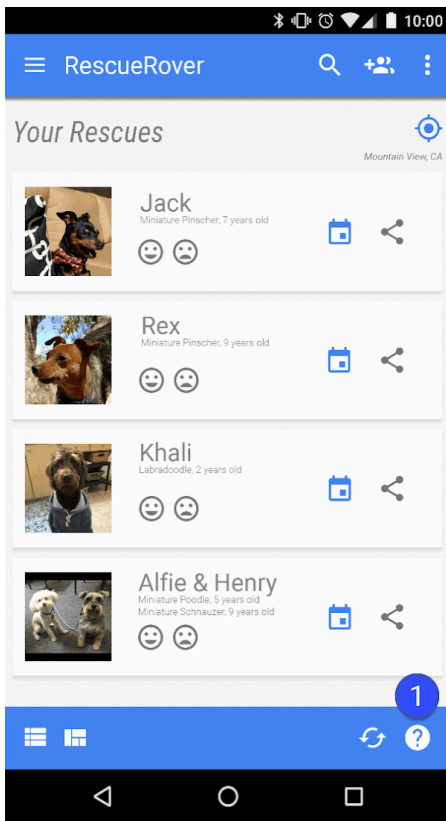 10:00
RescueRover
Your Rescues
Mountain View, CA
Jack
Miniature Pinscher, 7 years old
Rex
Miniature Pinscher, 9 years old
Khali
Labradoodle, 2 years old
Alfie & Henry
Miniature Poodle, 5 years old
Miniature Schnauzer, 9 years old
1
?